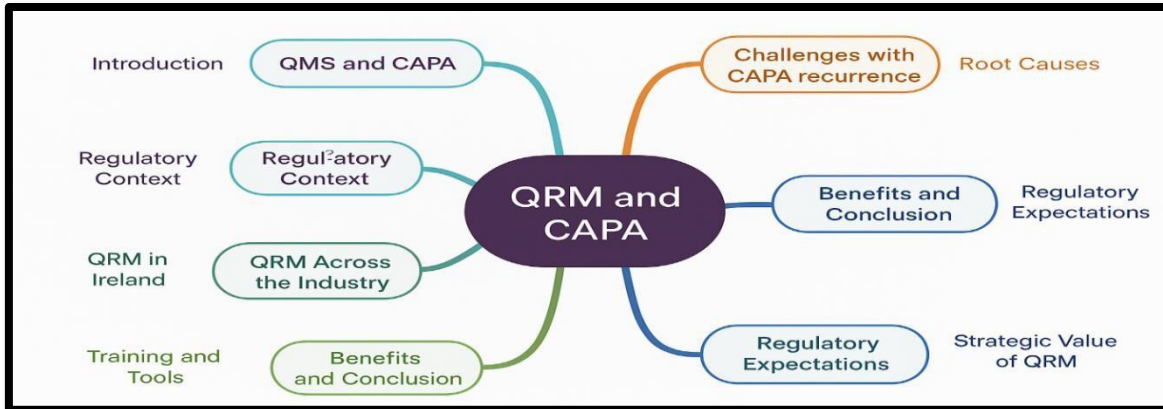 Introduction
QMS and CAPA
Regulatory
Context
Regul?atory
Context
QRM in
Ireland
QRM Across
the Industry
Training and
Tools
Benefits
and Conclusion
QRM and
CAPA
Challenges with
CAPA recurrence
Root Causes
Benefits and
Conclusion
Regulatory
Expectations
Regulatory
Expectations
Strategic Value
of QRM